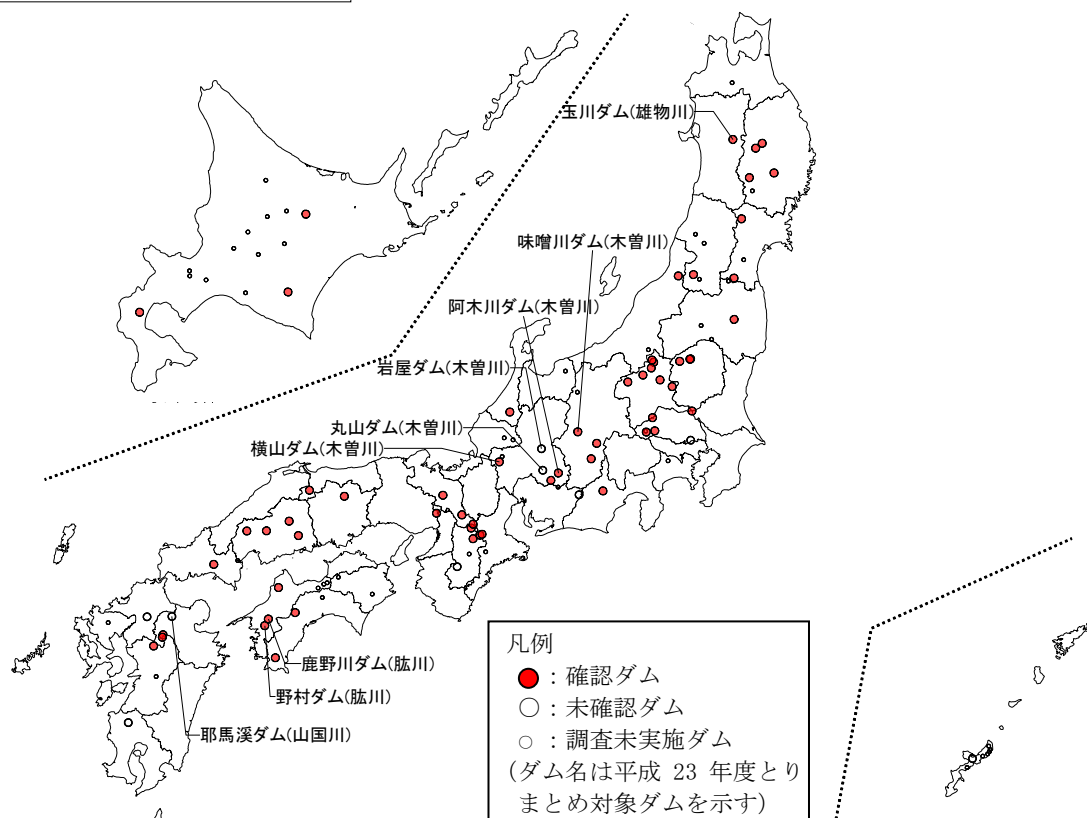 玉川ダム(雄物川)
味噌川ダム(木曽川)
阿木川ダム(木曽川)
岩屋ダム(木曽川)
丸山ダム(木曽川)
横山ダム(木曽川)
鹿野川ダム(肱川)
野村ダム(肱川)
耶馬溪ダム(山国川)
凡例
：確認ダム
○：未確認ダム
○：調査未実施ダム
(ダム名は平成 23 年度とり
まとめ対象ダムを示す)